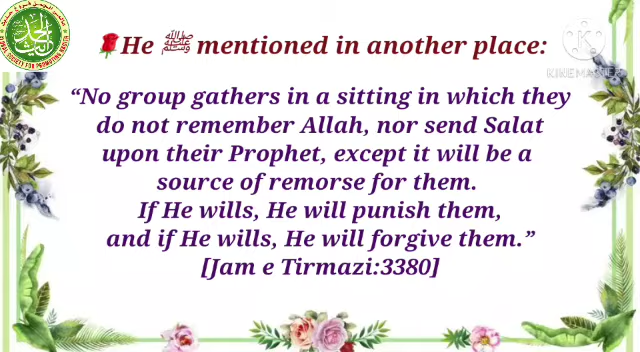 🌹He ﷺ mentioned in another place:
“No group gathers in a sitting in which they
do not remember Allah, nor send Salat
upon their Prophet, except it will be a
source of remorse for them.
If He wills, He will punish them,
and if He wills, He will forgive them.”
[Jam e Tirmazi:3380]
KINEMASTER